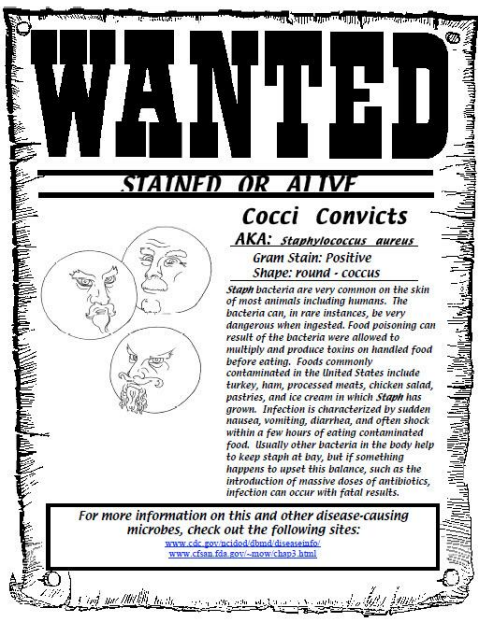 WANTED
STAINED OR ALIVE
Cocci Convicts
AKA: Staphylococcus aureus
Gram Stain: Positive
Shape: round - coccus
Staph bacteria are very common on the skin
of most animals including humans. The
bacteria can, in rare instances, be very
dangerous when ingested. Food poisoning can
result of the bacteria were allowed to
multiply and produce toxins on handled food
before eating. Foods commonly
contaminated in the United States include
turkey, ham, processed meats, chicken salad,
pastries, and ice cream in which Staph has
grown. Infection is characterized by sudden
nausea, vomiting, diarrhea, and often shock
within a few hours of eating contaminated
food. Usually other bacteria in the body help
to keep staph at bay, but if something
happens to upset this balance, such as the
introduction of massive doses of antibiotics,
infection can occur with fatal results.
For more information on this and other disease-causing
microbes, check out the following sites:
www.cdc.gov/ncidod/dbmd/diseaseinfo/
www.cfsan.fda.gov/~mow/chap3.html